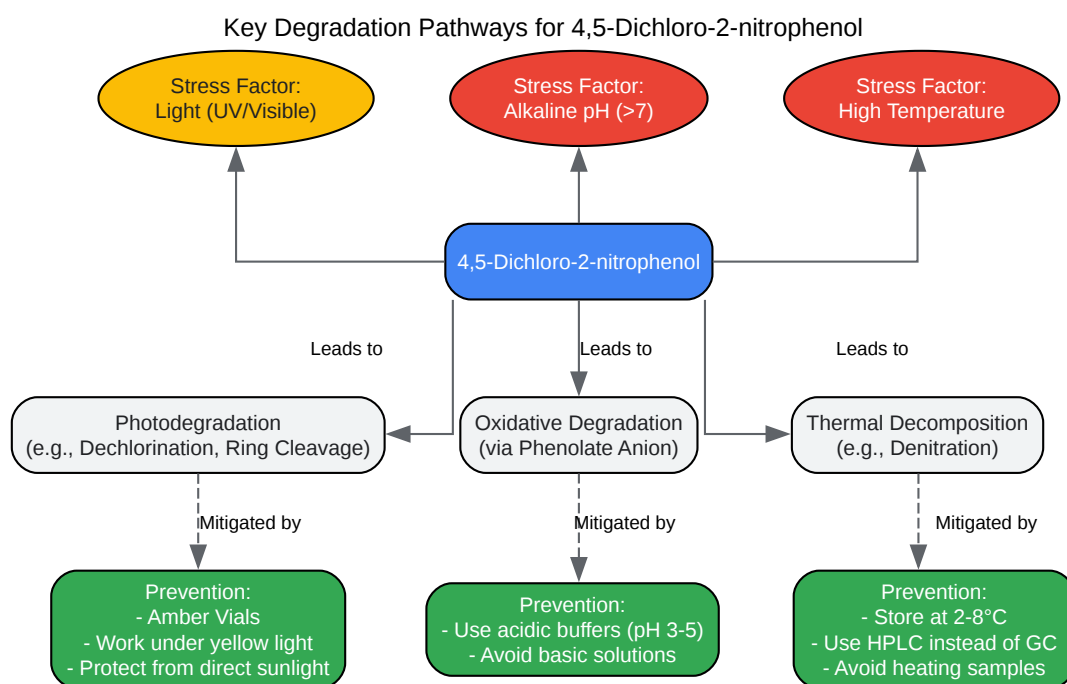 Key Degradation Pathways for 4,5-Dichloro-2-nitrophenol
Stress Factor:
Light (UV/Visible)
Stress Factor:
Alkaline pH (>7)
Stress Factor:
High Temperature
4,5-Dichloro-2-nitrophenol
Leads to
Leads to
Leads to
Photodegradation
(e.g., Dechlorination, Ring Cleavage)
Oxidative Degradation
(via Phenolate Anion)
Thermal Decomposition
(e.g., Denitration)
Mitigated by
Mitigated by
Mitigated by
Prevention:
- Amber Vials
- Work under yellow light
- Protect from direct sunlight
Prevention:
- Use acidic buffers (pH 3-5)
- Avoid basic solutions
Prevention:
- Store at 2-8°C
- Use HPLC instead of GC
- Avoid heating samples